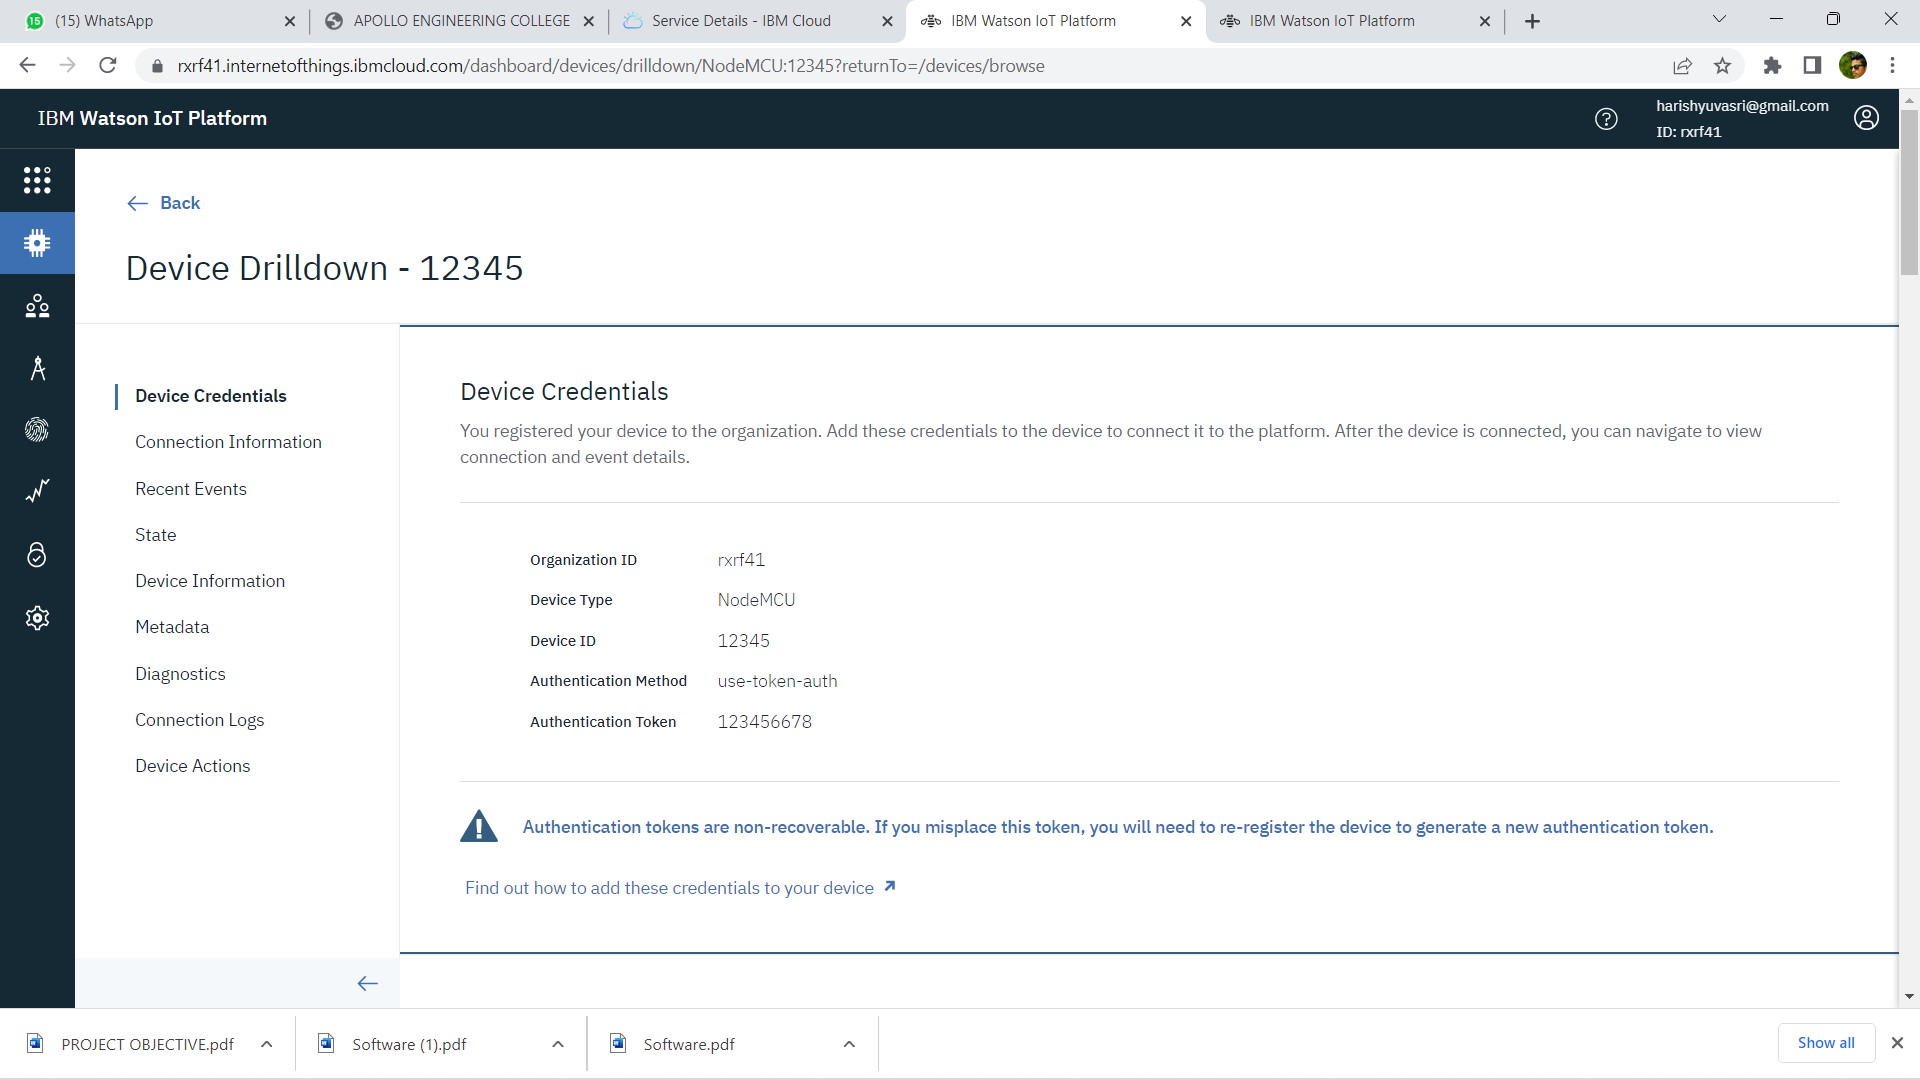 15
(15) WhatsApp
APOLLO ENGINEERING COLLEGE
Service Details - IBM Cloud
IBM Watson IoT Platform
IBM Watson IoT Platform
rxrf41.internetofthings.ibmcloud.com/dashboard/devices/drilldown/NodeMCU:12345?returnTo=/devices/browse
IBM Watson IoT Platform
harishyuvasri@gmail.com
ID: rxrf41
Back
Device Drilldown - 12345
Device Credentials
Connection Information
Recent Events
State
Device Information
Metadata
Diagnostics
Connection Logs
Device Actions
Device Credentials
You registered your device to the organization. Add these credentials to the device to connect it to the platform. After the device is connected, you can navigate to view
connection and event details.
Organization ID rxrf41
Device Type NodeMCU
Device ID 12345
Authentication Method use-token-auth
Authentication Token 123456678
Authentication tokens are non-recoverable. If you misplace this token, you will need to re-register the device to generate a new authentication token.
Find out how to add these credentials to your device
PROJECT OBJECTIVE.pdf
Software (1).pdf
Software.pdf
Show all